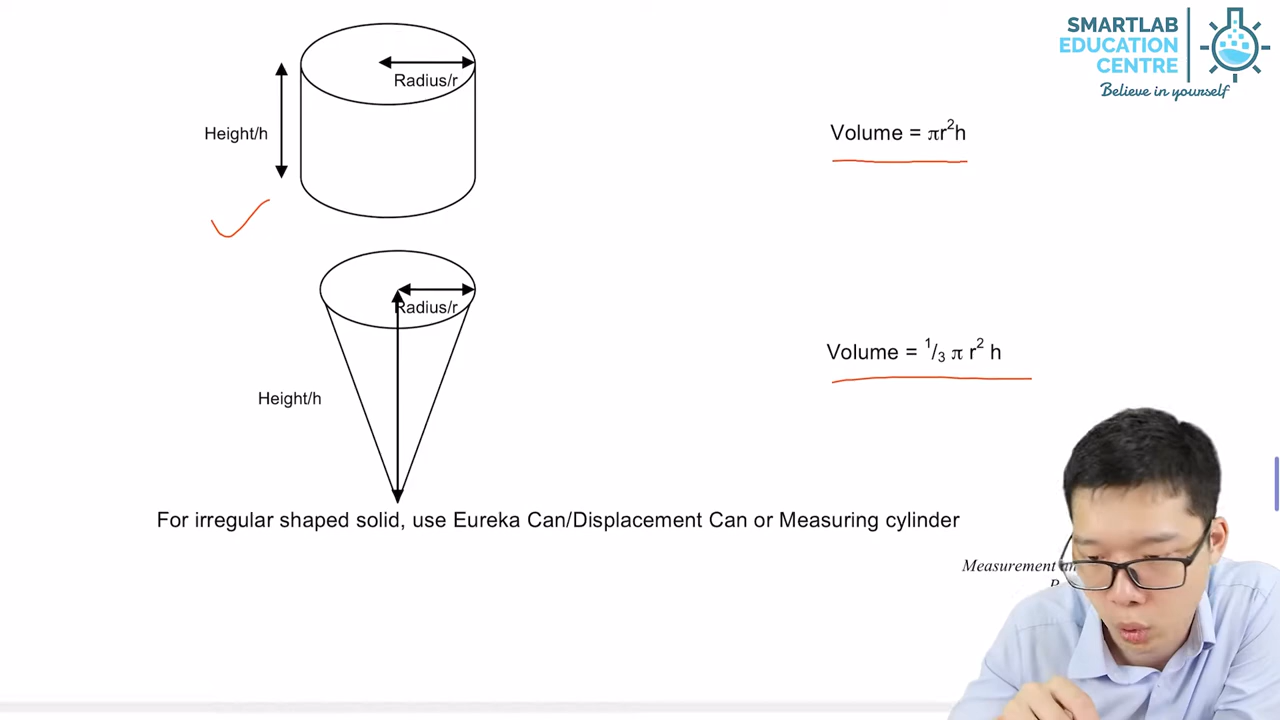 SMARTLAB
EDUCATION
CENTRE
Believe in yourself
Radius/r
Height/h
Volume = πr²h
Radius/r
Volume = ¹/₃ π r² h
Height/h
For irregular shaped solid, use Eureka Can/Displacement Can or Measuring cylinder
Measurement